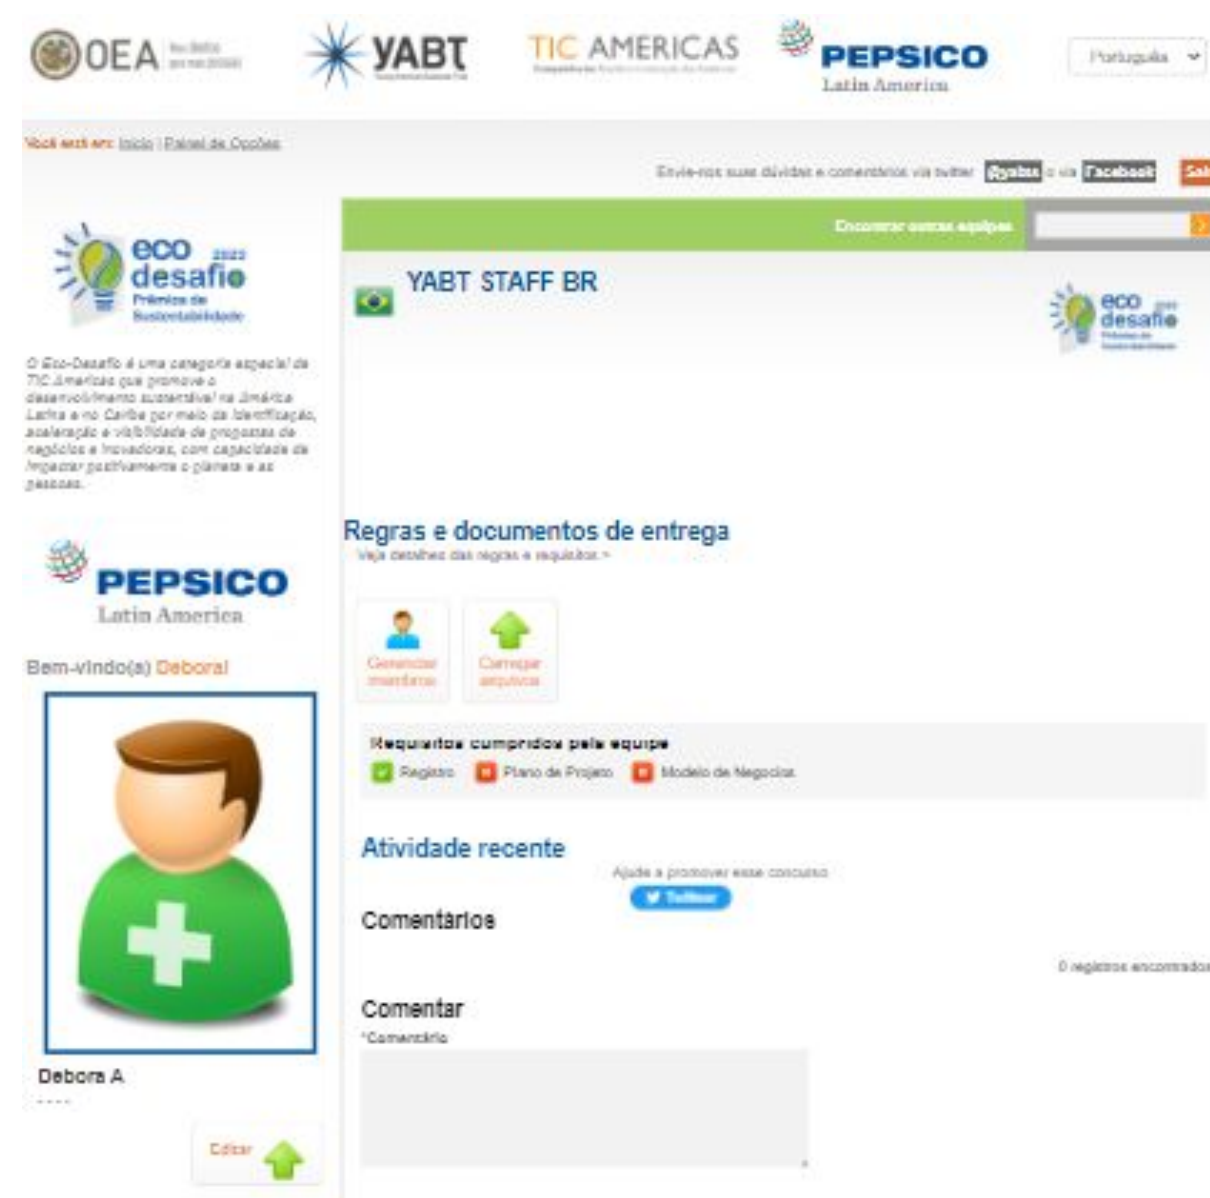 OEA
YABT
TIC AMERICAS
PEPSICO
Latin America
Português
Você está em: Inicio | Painel de Opções
Envie-nos suas dúvidas e comentários via twitter @yabt o via Facebook
Encontrar outras equipes
eco
desafio
Prêmios de
Sustentabilidade
YABT STAFF BR
eco
desafio
O Eco-Desafio é uma categoria especial de
TIC Americas que promove o
desenvolvimento sustentável na América
Latina e no Caribe por meio da identificação,
aceleração e visibilidade de propostas de
negócios e inovadoras, com capacidade de
impactar positivamente o planeta e as
pessoas.
Regras e documentos de entrega
Veja detalhes das regras e requisitos
PEPSICO
Latin America
Gerenciar
membros
Carregar
arquivos
Bem-vindo(a) Debora!
Requisitos cumpridos pela equipe
Registro Plano de Projeto Modelo de Negocios
Atividade recente
Ajude a promover esse concurso
Twittear
Comentários
0 registros encontrados
Comentar
*Comentário
Debora A
----
Editar